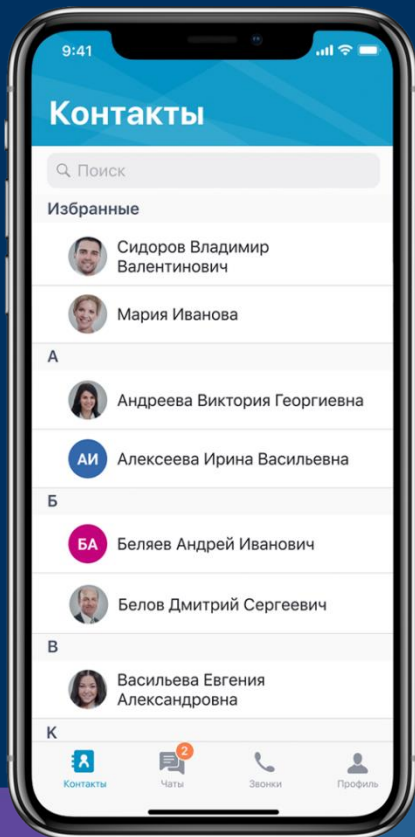 9:41
Контакты
Поиск
Избранные
Сидоров Владимир
Валентинович
Мария Иванова
А
Андреева Виктория Георгиевна
АИ
Алексеева Ирина Васильевна
Б
БА
Беляев Андрей Иванович
Белов Дмитрий Сергеевич
В
Васильева Евгения
Александровна
К
2
Контакты
Чаты
Звонки
Профиль